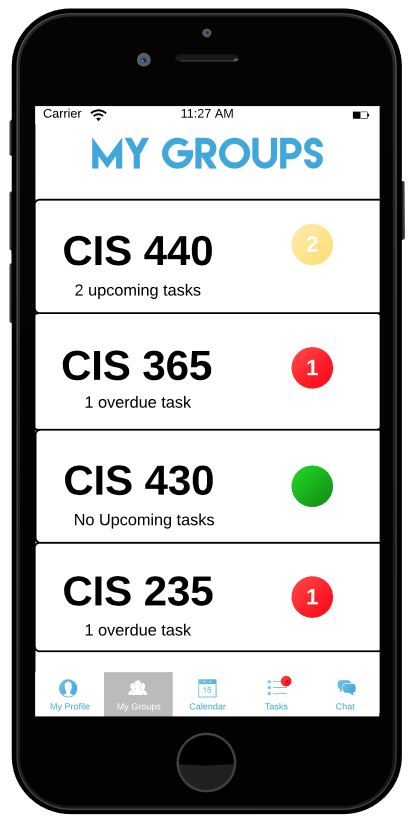 Carrier 11:27 AM
MY GROUPS
CIS 440
2
2 upcoming tasks
CIS 365
1
1 overdue task
CIS 430
No Upcoming tasks
CIS 235
1
1 overdue task
15
My Profile My Groups Calendar Tasks Chat